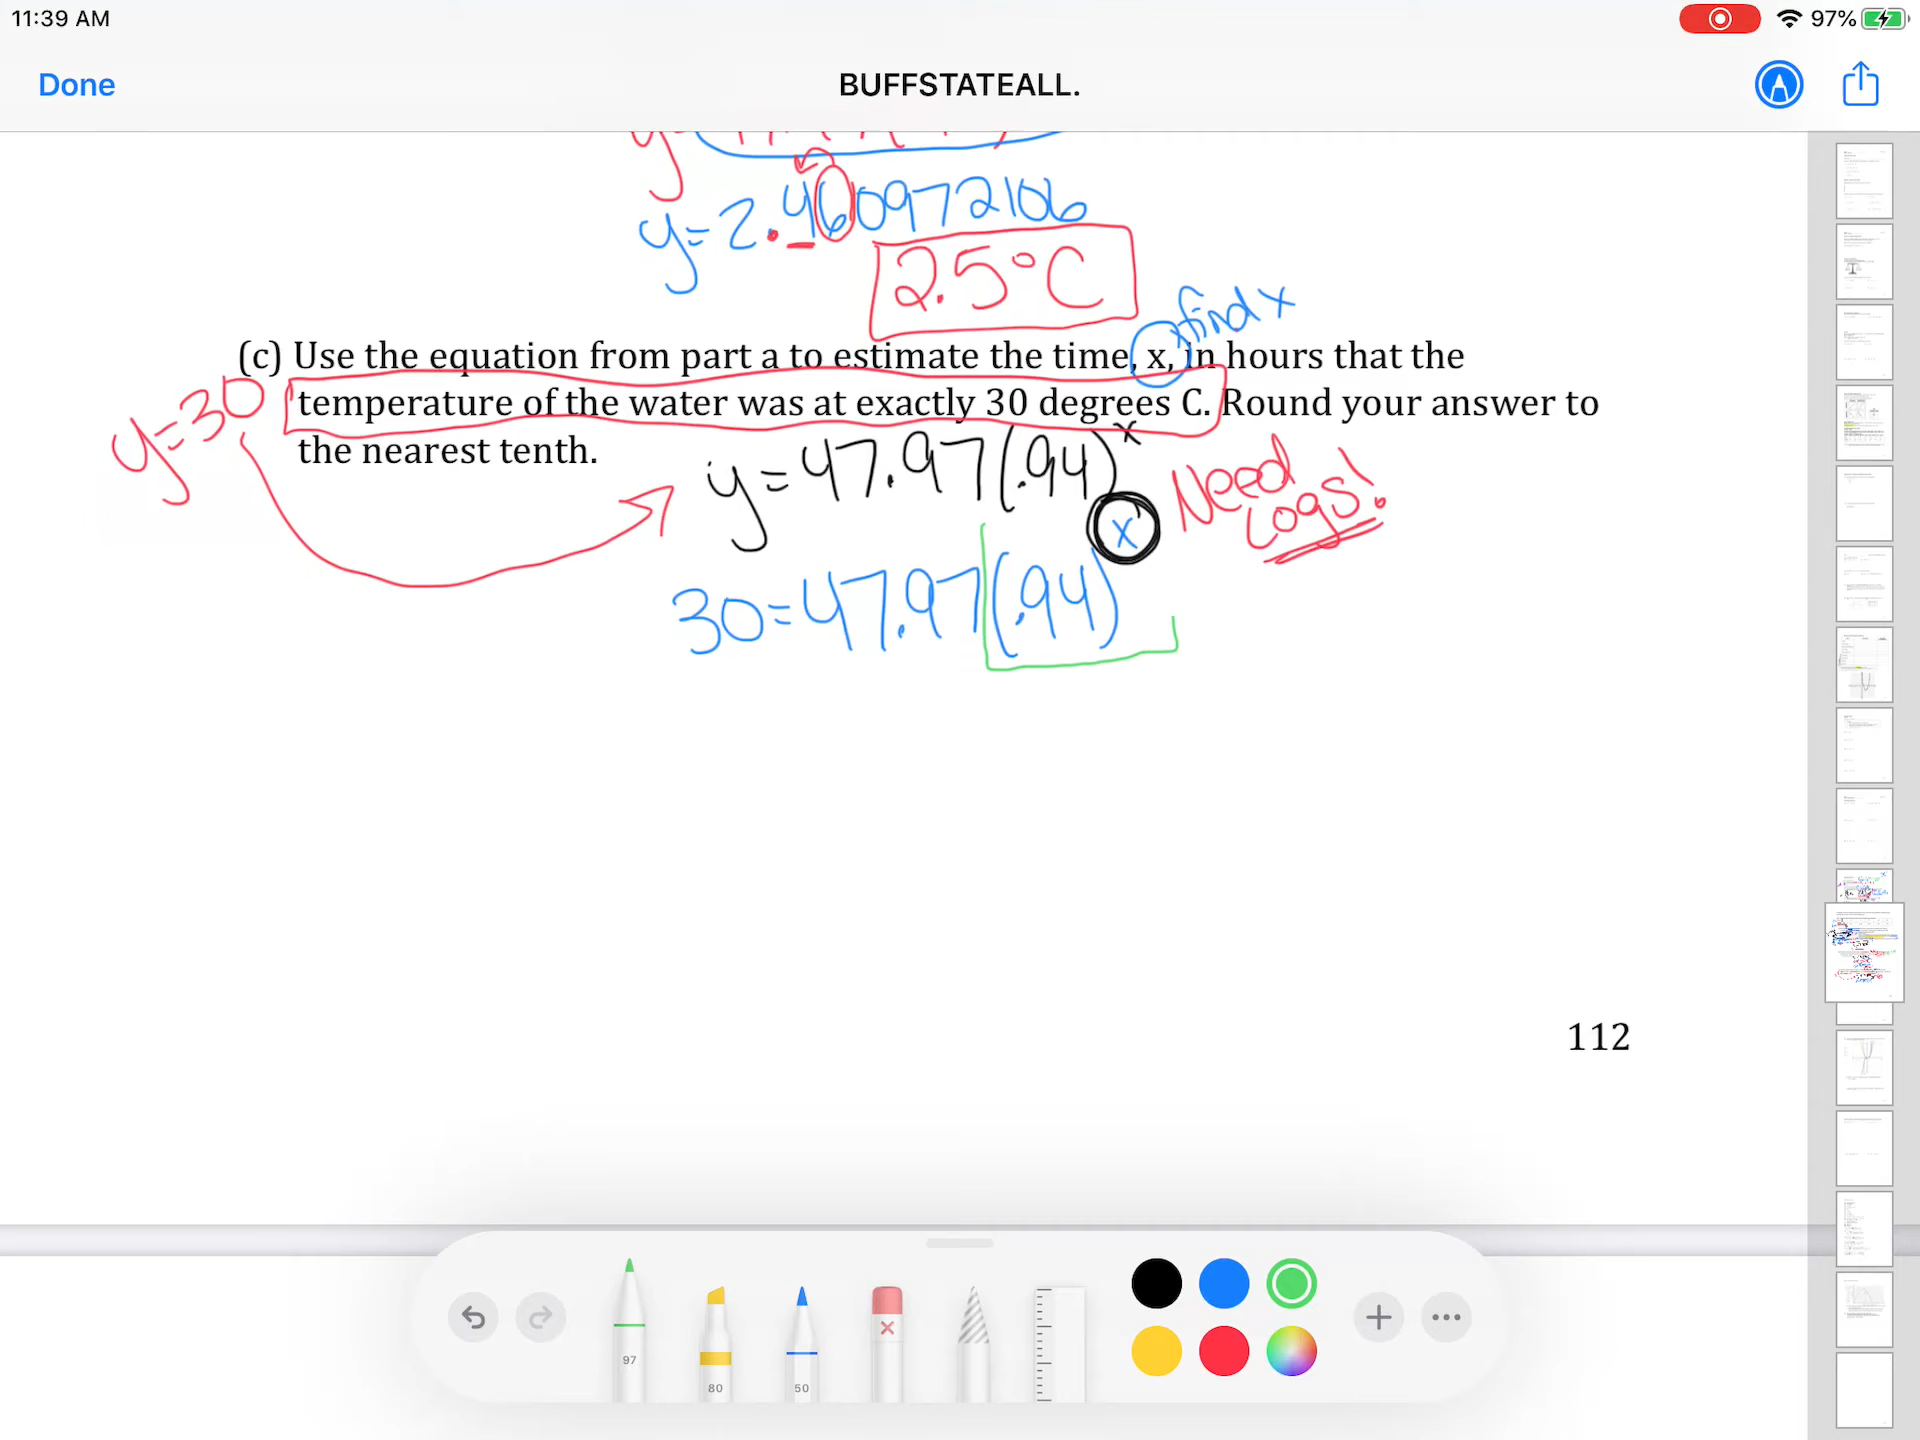 11:39 AM
97%
Done
BUFFSTATEALL.
y=2.460972106
2.5°C
find x
(c) Use the equation from part a to estimate the time, x, in hours that the
temperature of the water was at exactly 30 degrees C. Round your answer to
the nearest tenth.
y=30
y=47.97(.94)^x
Need
Logs!
30=47.97(.94)^x
112
97
80
50